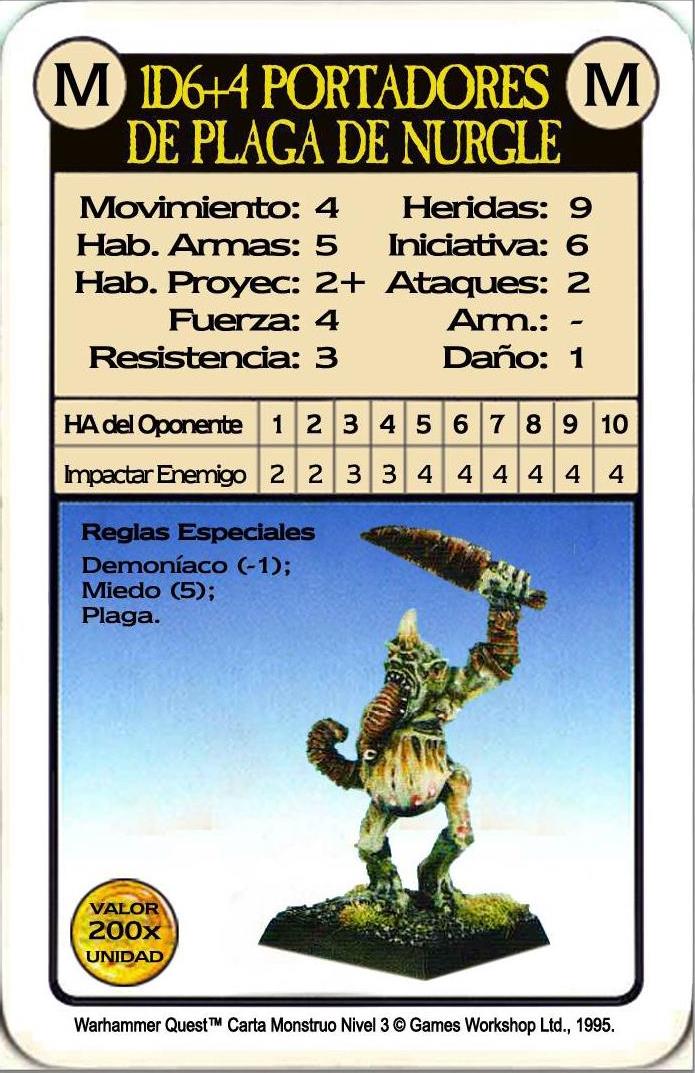 M 1D6+4 PORTADORES M
DE PLAGA DE NURGLE
Movimiento: 4 Heridas: 9
Hab. Armas: 5 Iniciativa: 6
Hab. Proyec: 2+ Ataques: 2
Fuerza: 4 Arm.: -
Resistencia: 3 Daño: 1
HA del Oponente 1 2 3 4 5 6 7 8 9 10
Impactar Enemigo 2 2 3 3 4 4 4 4 4 4
Reglas Especiales
Demoníaco (-1);
Miedo (5);
Plaga.
VALOR
200x
UNIDAD
Warhammer Quest™ Carta Monstruo Nivel 3 © Games Workshop Ltd., 1995.